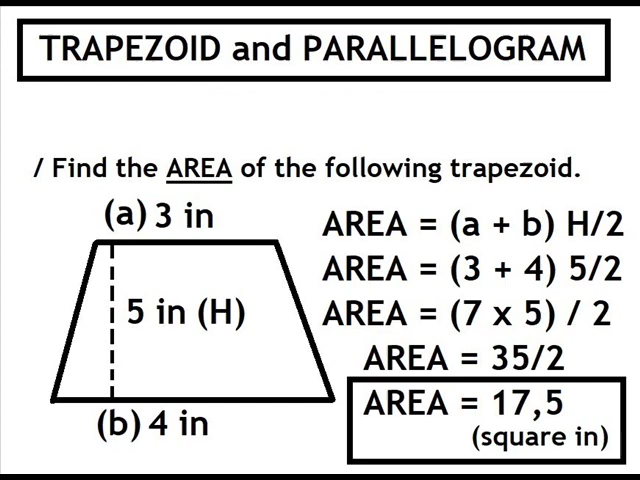 TRAPEZOID and PARALLELOGRAM
/ Find the AREA of the following trapezoid.
(a) 3 in
5 in (H)
(b) 4 in
AREA = (a + b) H/2
AREA = (3 + 4) 5/2
AREA = (7 x 5) / 2
AREA = 35/2
AREA = 17,5
(square in)